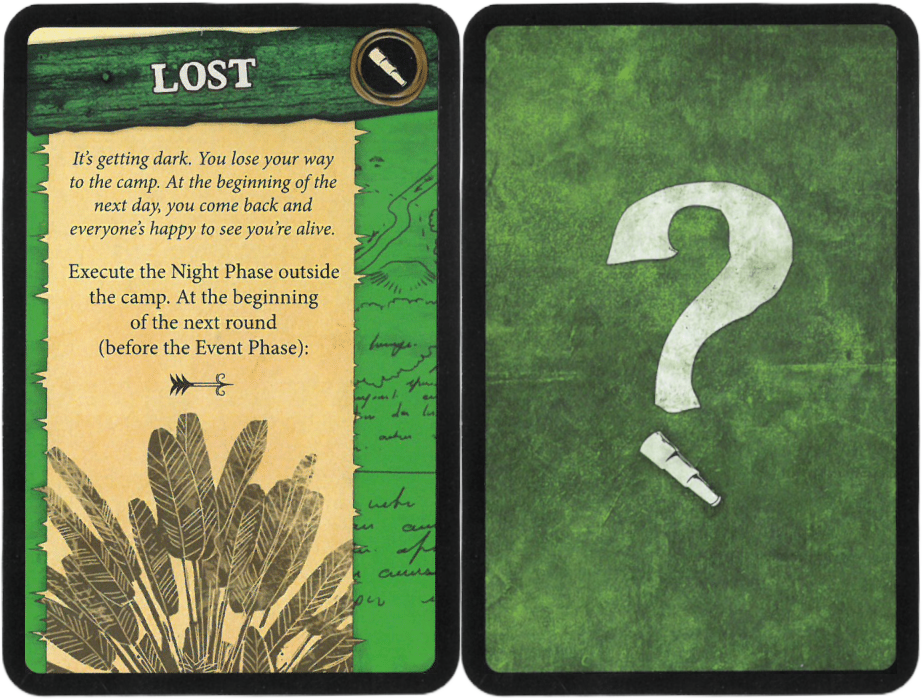 LOST
It's getting dark. You lose your way
to the camp. At the beginning of the
next day, you come back and
everyone's happy to see you're alive.
Execute the Night Phase outside
the camp. At the beginning
of the next round
(before the Event Phase):
?